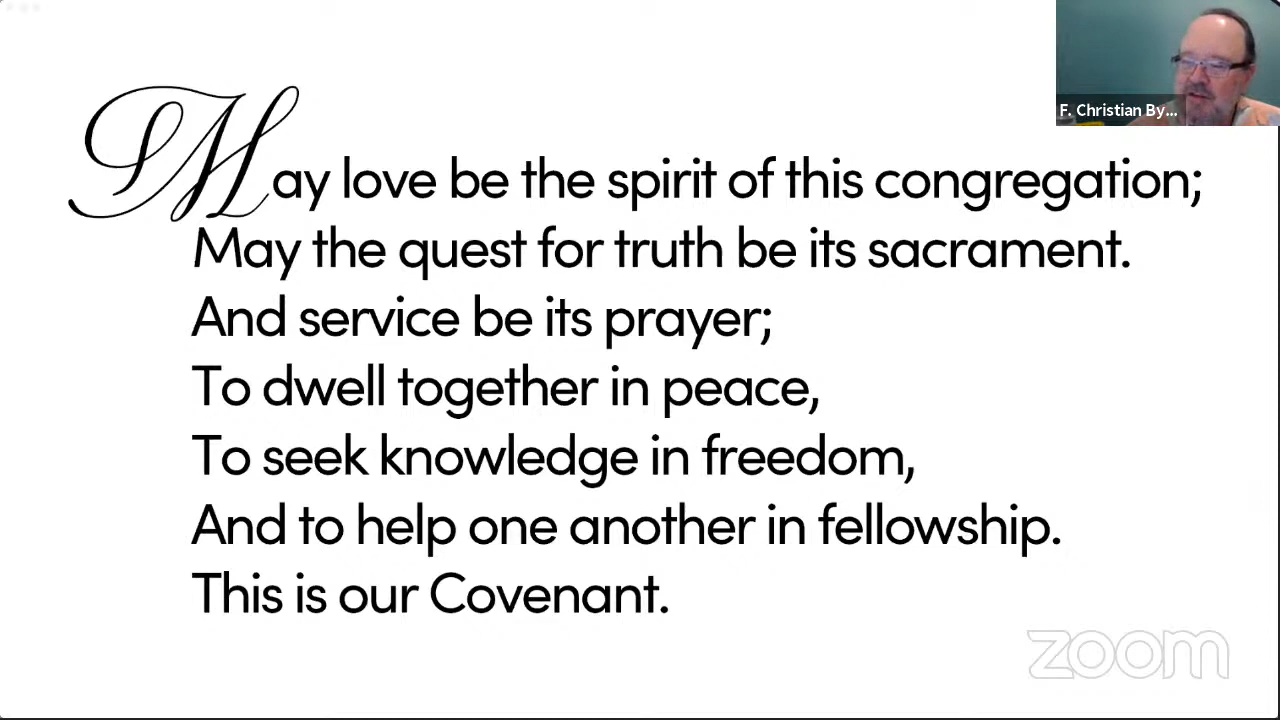 F. Christian By...
May love be the spirit of this congregation;
May the quest for truth be its sacrament.
And service be its prayer;
To dwell together in peace,
To seek knowledge in freedom,
And to help one another in fellowship.
This is our Covenant.
zoom